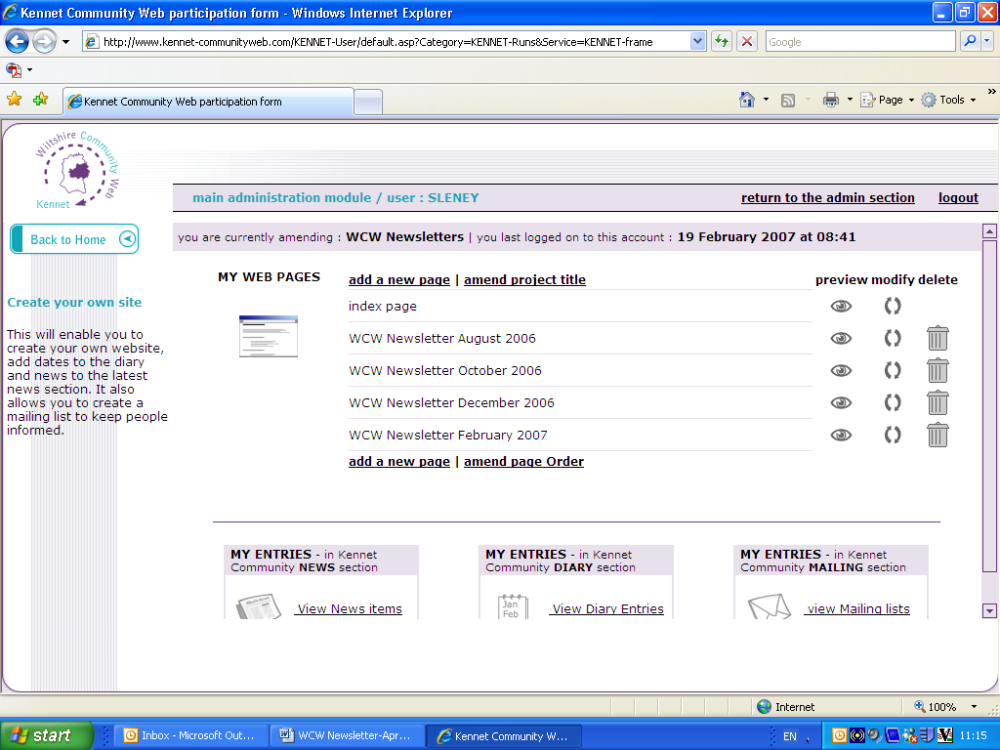 Kennet Community Web participation form - Windows Internet Explorer
http://www.kennet-communityweb.com/KENNET-User/default.asp?Category=KENNET-Runs&Service=KENNET-frame
Google
Kennet Community Web participation form
Page
Tools
Wiltshire Community Web
Kennet
main administration module / user : SLENEY
return to the admin section
logout
Back to Home
you are currently amending : WCW Newsletters | you last logged on to this account : 19 February 2007 at 08:41
Create your own site
This will enable you to
create your own website,
add dates to the diary
and news to the latest
news section. It also
allows you to create a
mailing list to keep people
informed.
MY WEB PAGES
add a new page | amend project title
preview modify delete
index page
WCW Newsletter August 2006
WCW Newsletter October 2006
WCW Newsletter December 2006
WCW Newsletter February 2007
add a new page | amend page Order
MY ENTRIES - in Kennet
Community NEWS section
View News items
MY ENTRIES - in Kennet
Community DIARY section
Jan
Feb
View Diary Entries
MY ENTRIES - in Kennet
Community MAILING section
view Mailing lists
Internet
100%
start
Inbox - Microsoft Out...
WCW Newsletter-Apr...
Kennet Community W...
EN
11:15